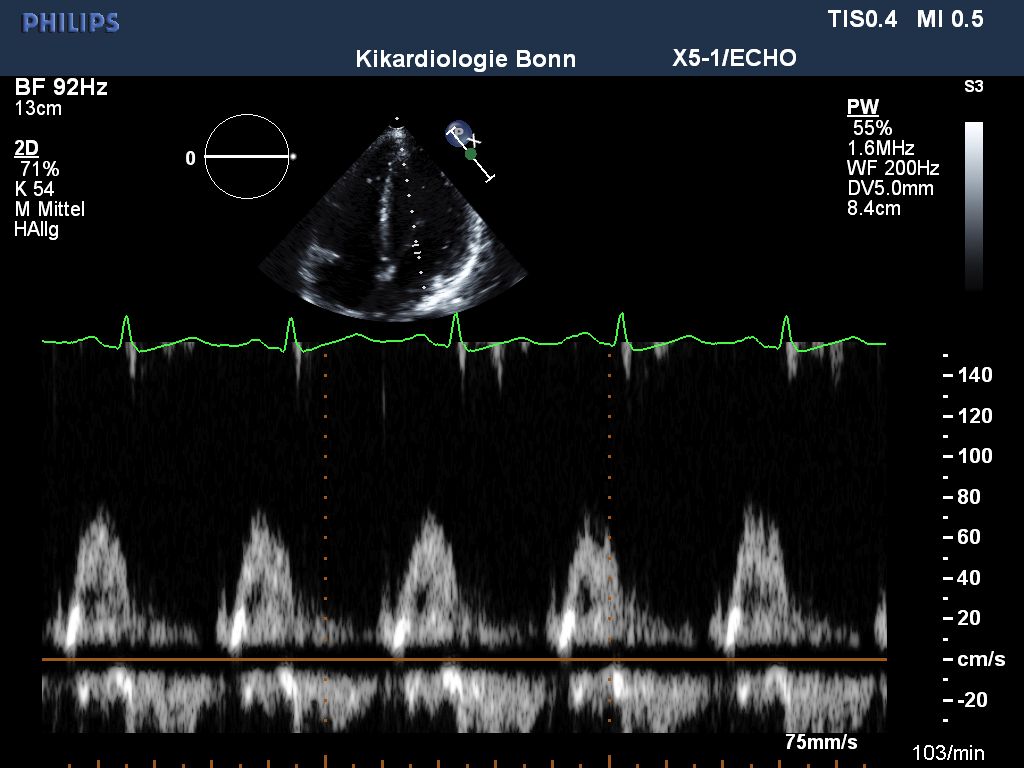 PHILIPS
TIS0.4 MI 0.5
Kikardiologie Bonn X5-1/ECHO
BF 92Hz
13cm
2D
71%
K 54
M Mittel
HAllg
0
P
X
S3
PW
55%
1.6MHz
WF 200Hz
DV5.0mm
8.4cm
140
120
100
80
60
40
20
cm/s
-20
75mm/s
103/min